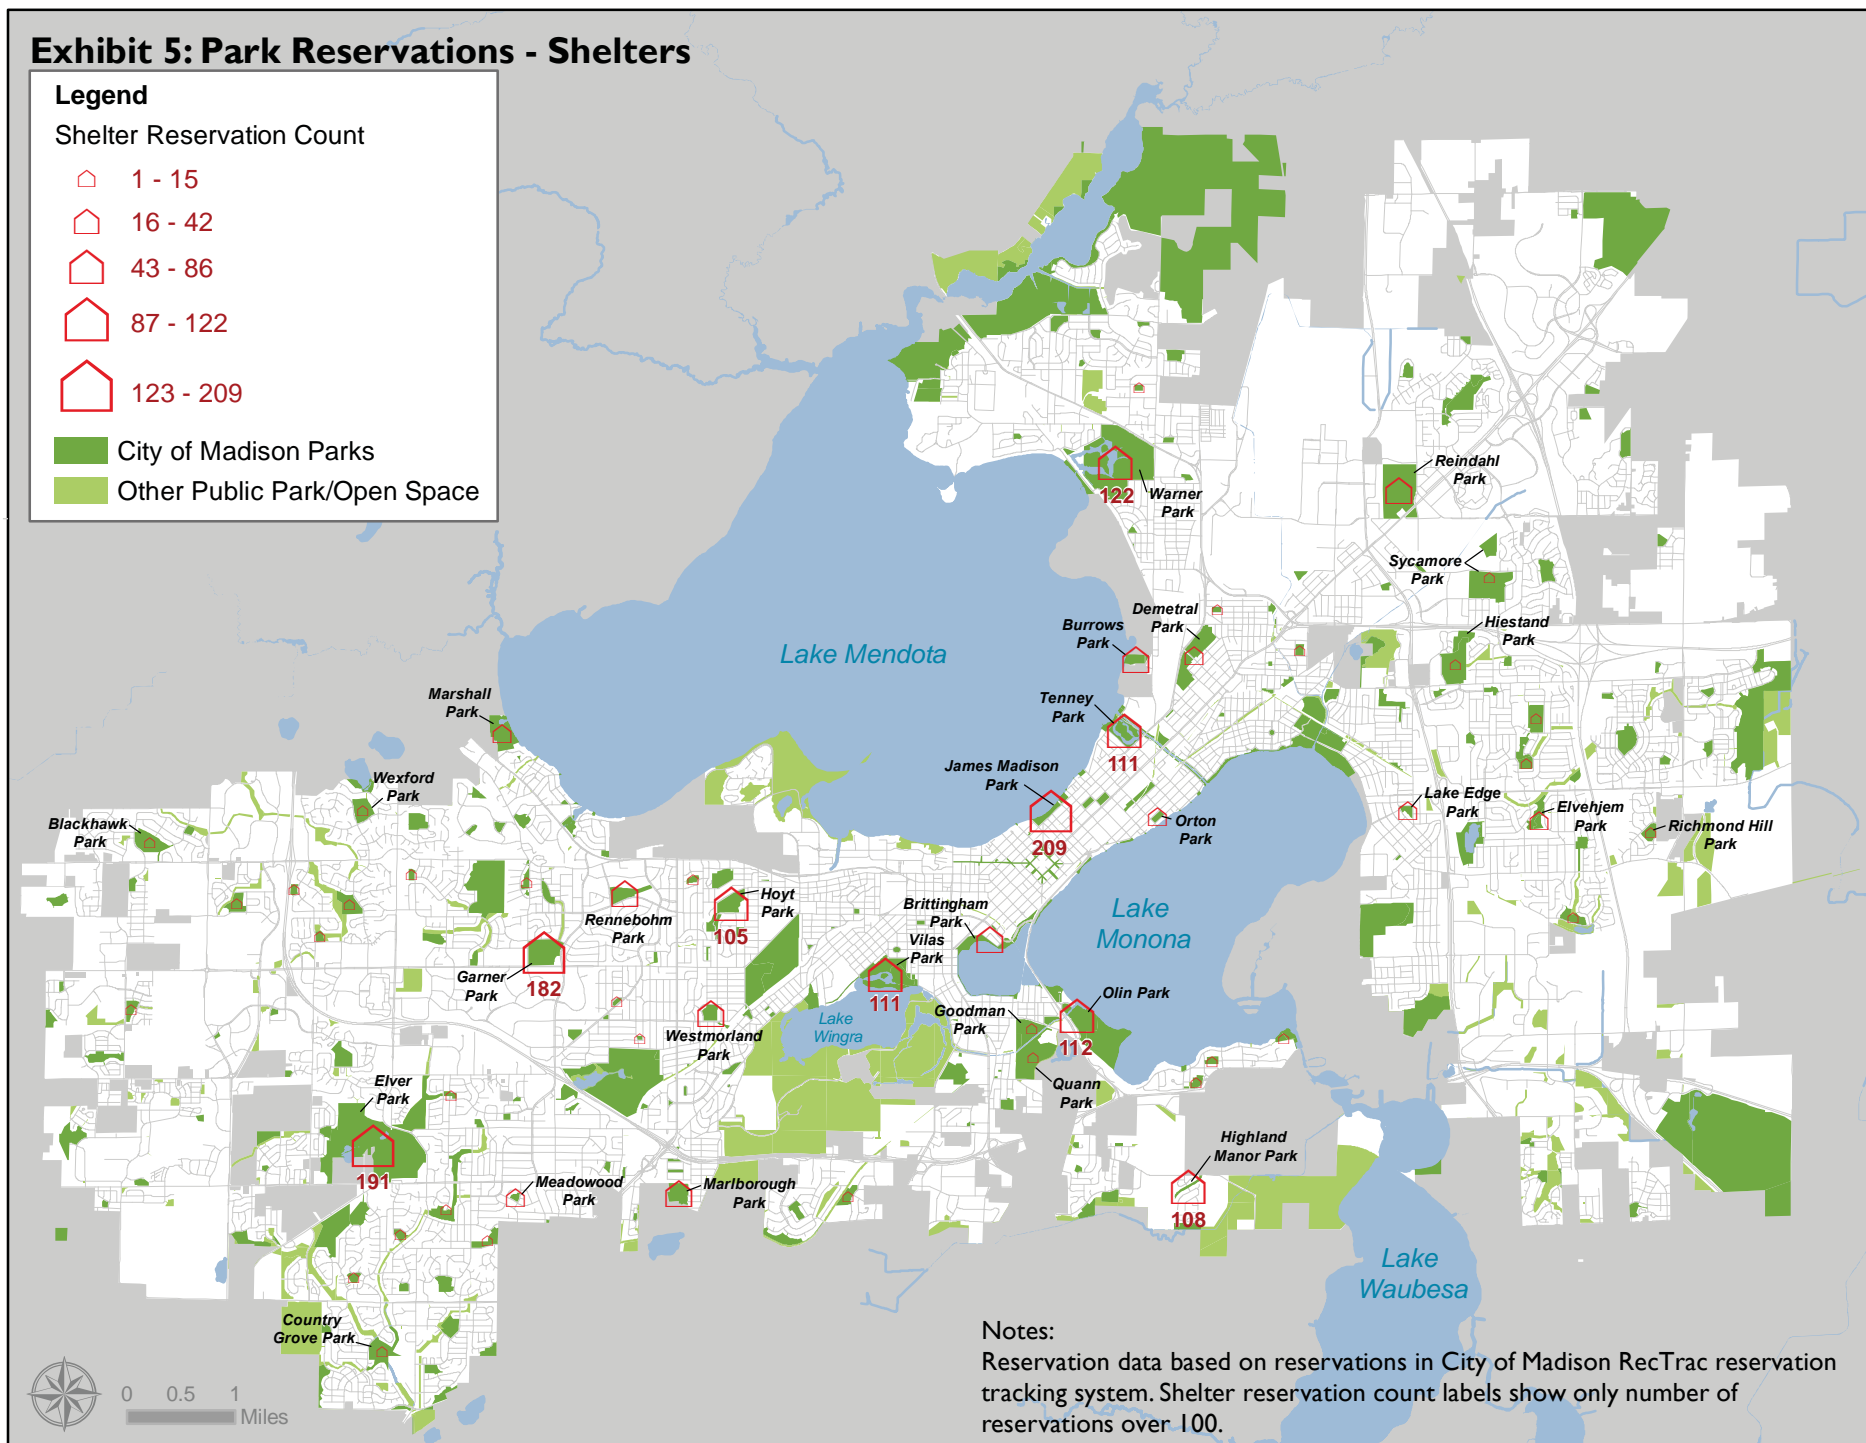 Exhibit 5: Park Reservations - Shelters
Legend
Shelter Reservation Count
1 - 15
16 - 42
43 - 86
87 - 122
123 - 209
City of Madison Parks
Other Public Park/Open Space
Reindahl
Park
122
Warner
Park
Sycamore
Park
Demetral
Park
Burrows
Park
Hiestand
Park
Lake Mendota
Marshall
Park
Tenney
Park
111
James Madison
Park
209
Wexford
Park
Blackhawk
Park
Orton
Park
Lake Edge
Park
Elvehjem
Park
Richmond Hill
Park
Rennebohm
Park
Hoyt
Park
105
Brittingham
Park
Vilas
Park
111
Lake
Monona
Garner
Park
182
Olin Park
112
Goodman
Park
Lake
Wingra
Westmorland
Park
Quann
Park
Elver
Park
191
Highland
Manor Park
108
Meadowood
Park
Marlborough
Park
Lake
Waubesa
Country
Grove Park
0 0.5 1
Miles
Notes:
Reservation data based on reservations in City of Madison RecTrac reservation
tracking system. Shelter reservation count labels show only number of
reservations over 100.